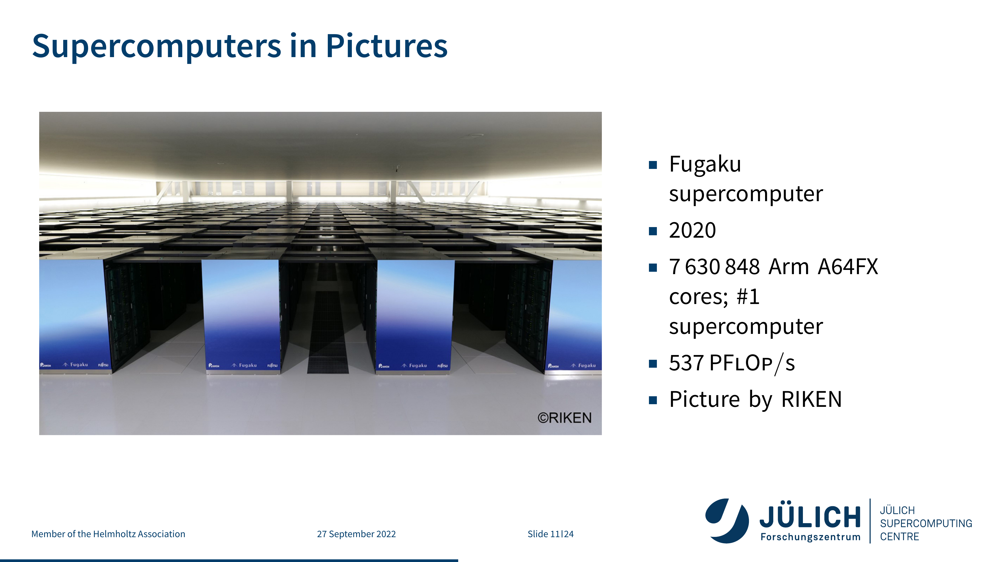 Supercomputers in Pictures
Fugaku
supercomputer
2020
7 630 848 Arm A64FX
cores; #1
supercomputer
537 PFLOP/s
Picture by RIKEN
RIKEN Fugaku FUJITSU
RIKEN Fugaku FUJITSU
RIKEN Fugaku FUJITSU
RIKEN Fugaku
©RIKEN
Member of the Helmholtz Association
27 September 2022
Slide 11|24
JÜLICH
Forschungszentrum
JÜLICH
SUPERCOMPUTING
CENTRE